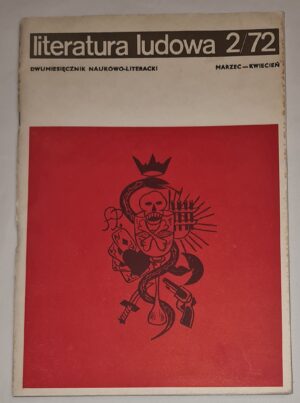 literatura ludowa 2/72
DWUMIESIĘCZNIK NAUKOWO-LITERACKI MARZEC—KWIECIEŃ